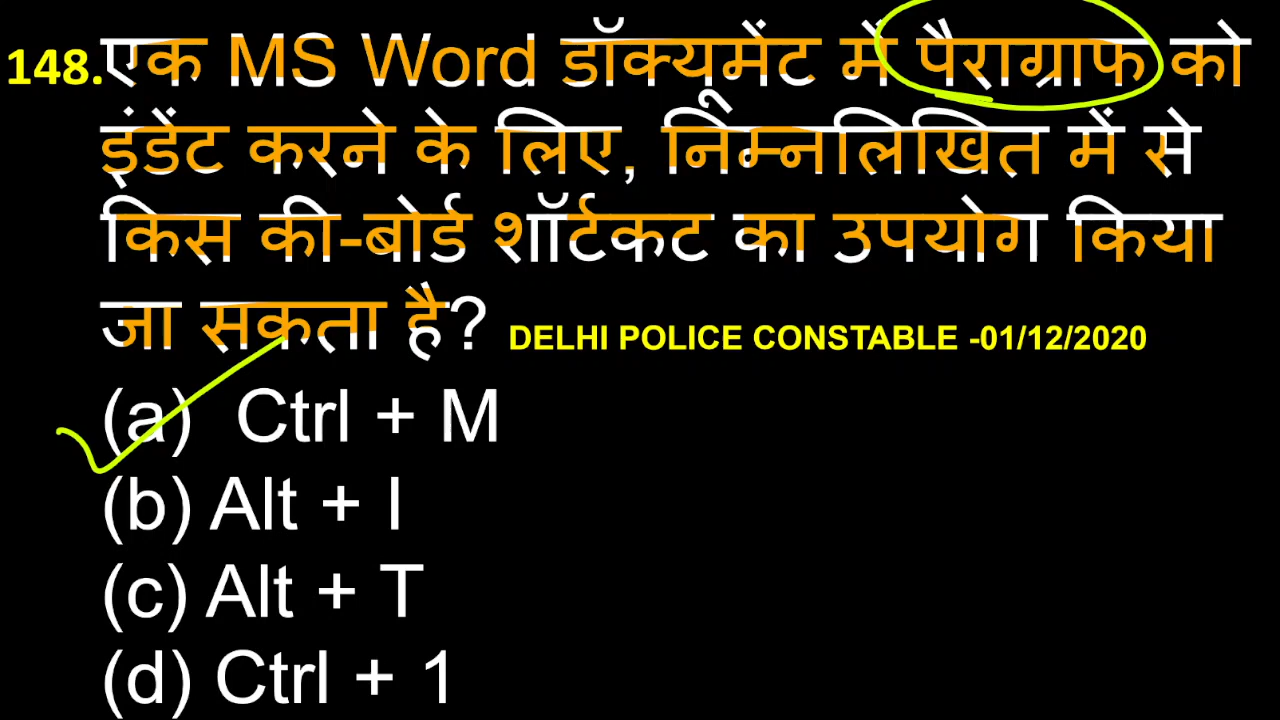 148. एक MS Word डॉक्यूमेंट में पैराग्राफ को
इंडेंट करने के लिए, निम्नलिखित में से
किस की-बोर्ड शॉर्टकट का उपयोग किया
जा सकता है? DELHI POLICE CONSTABLE -01/12/2020
(a) Ctrl + M
(b) Alt + I
(c) Alt + T
(d) Ctrl + 1